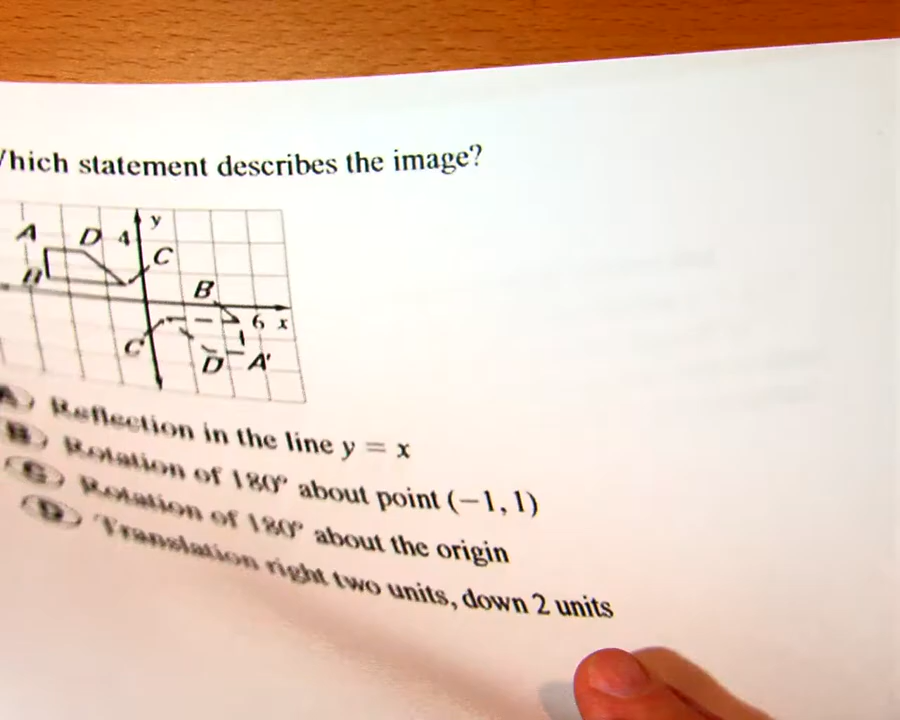 Which statement describes the image?
y
A D 4
C
B B
6 x
C'
D' A'
A Reflection in the line y = x
B Rotation of 180° about point (−1, 1)
C Rotation of 180° about the origin
D Translation right two units, down 2 units